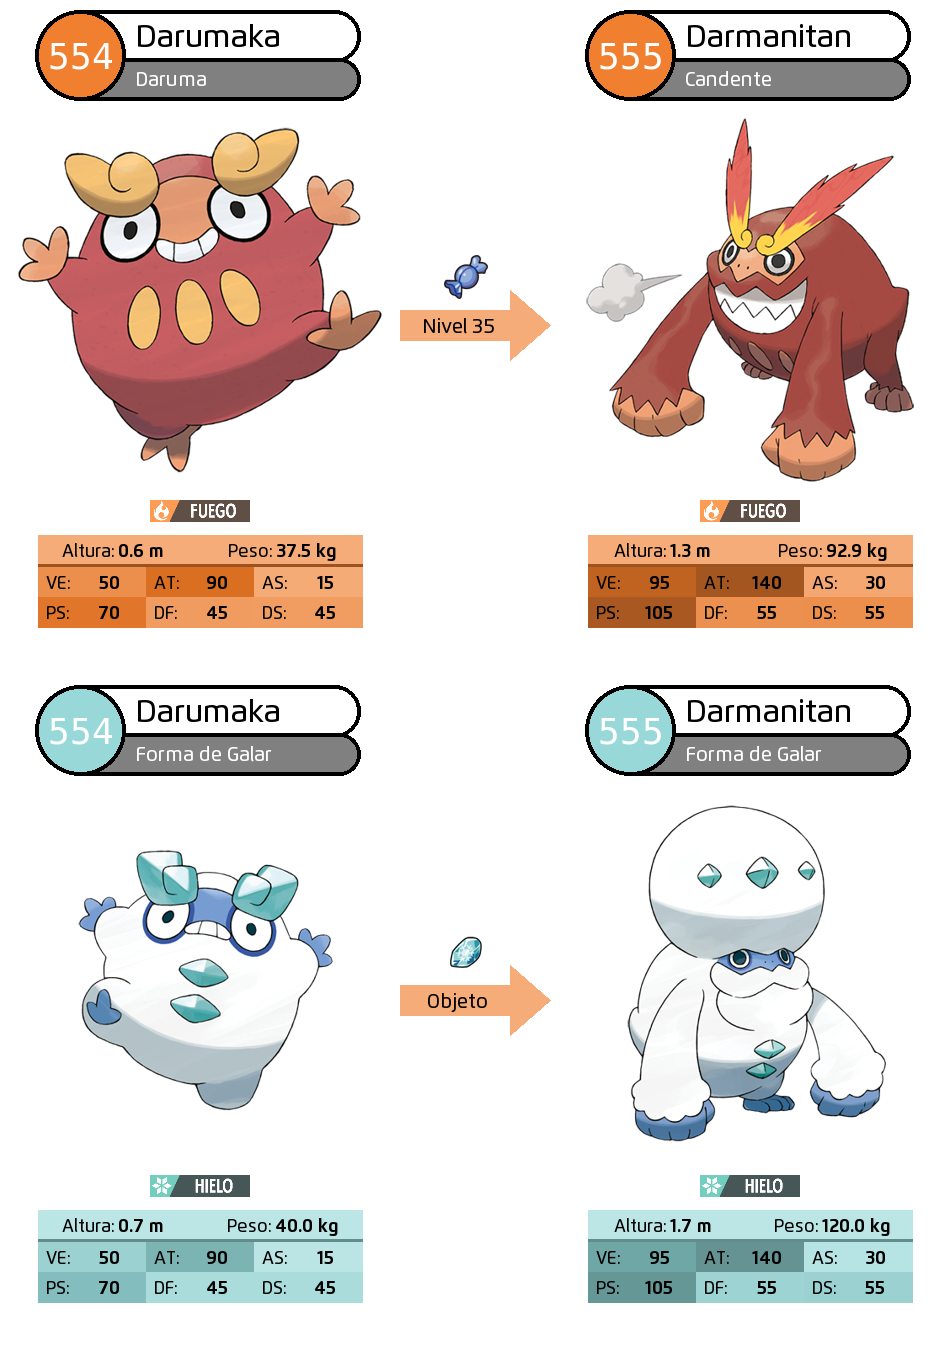 554
Darumaka
Daruma
555
Darmanitan
Candente
Nivel 35
FUEGO
Altura: 0.6 m Peso: 37.5 kg
VE: 50 AT: 90 AS: 15
PS: 70 DF: 45 DS: 45
FUEGO
Altura: 1.3 m Peso: 92.9 kg
VE: 95 AT: 140 AS: 30
PS: 105 DF: 55 DS: 55
554
Darumaka
Forma de Galar
555
Darmanitan
Forma de Galar
Objeto
HIELO
Altura: 0.7 m Peso: 40.0 kg
VE: 50 AT: 90 AS: 15
PS: 70 DF: 45 DS: 45
HIELO
Altura: 1.7 m Peso: 120.0 kg
VE: 95 AT: 140 AS: 30
PS: 105 DF: 55 DS: 55